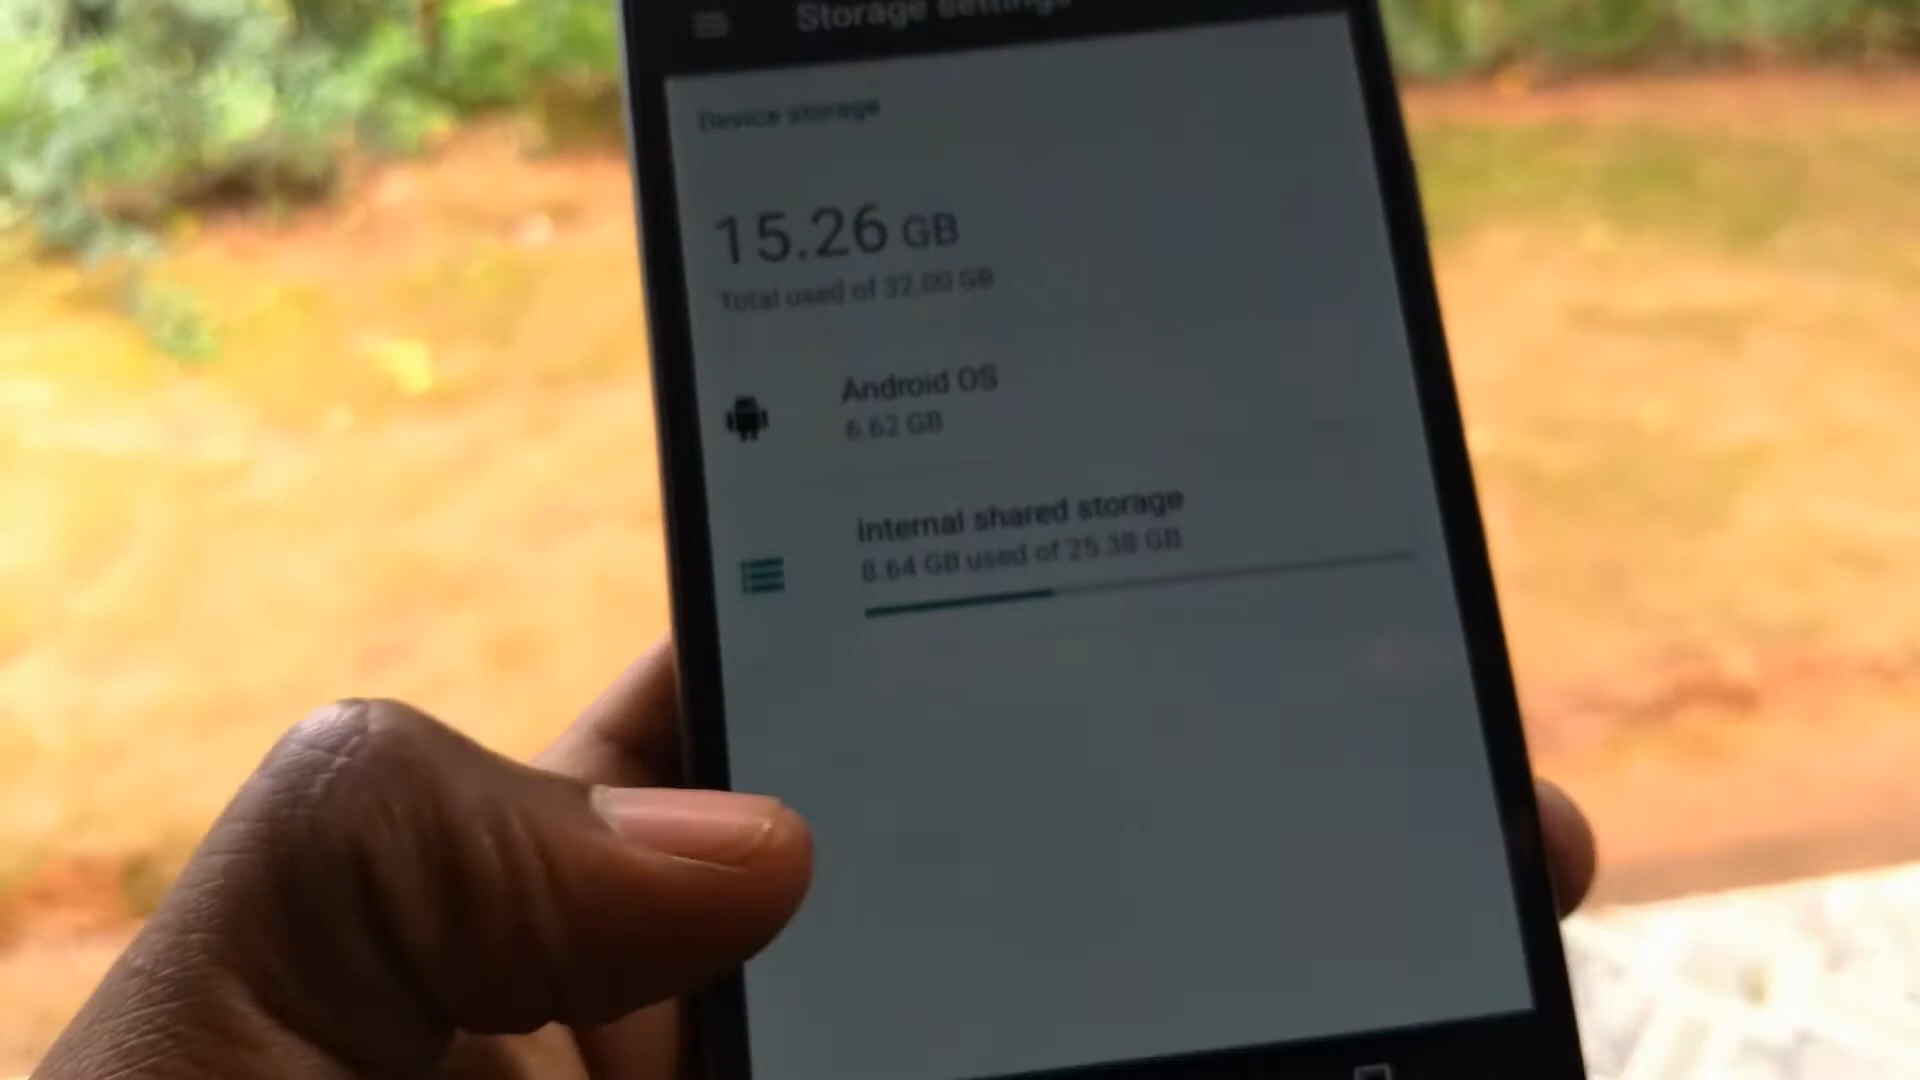 Storage settings
Device storage
15.26 GB
Total used of 32.00 GB
Android OS
6.62 GB
Internal shared storage
8.64 GB used of 25.38 GB